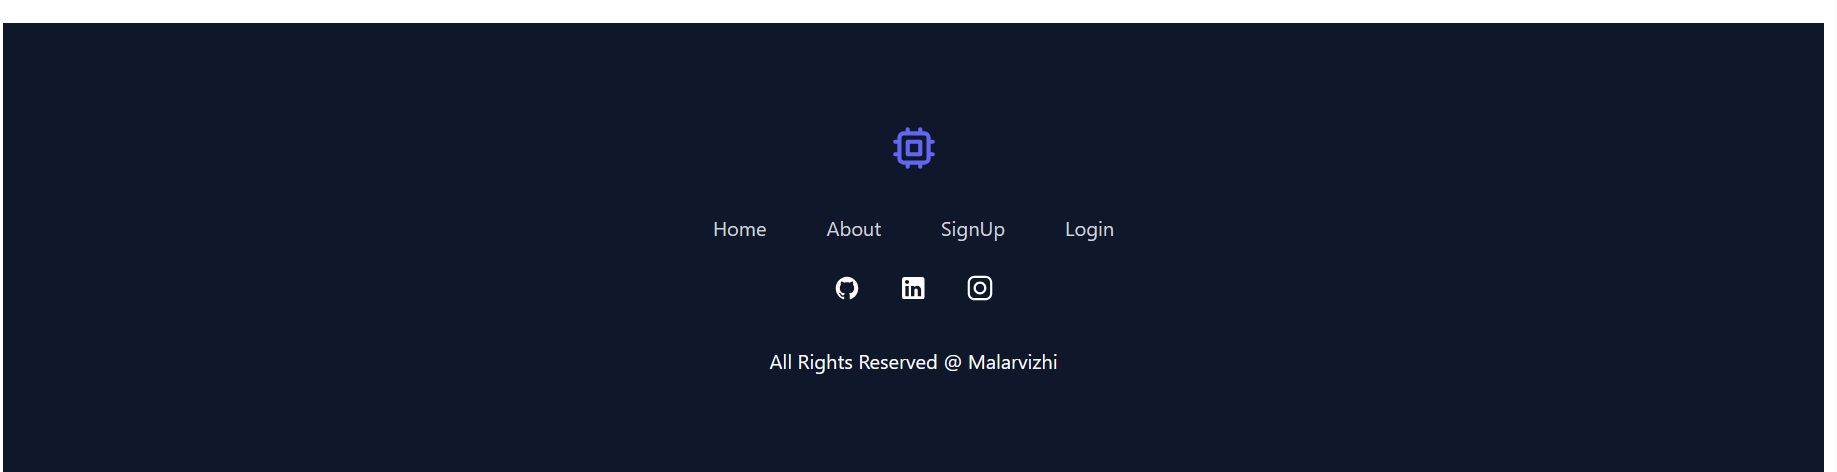 Home About SignUp Login
All Rights Reserved @ Malarvizhi